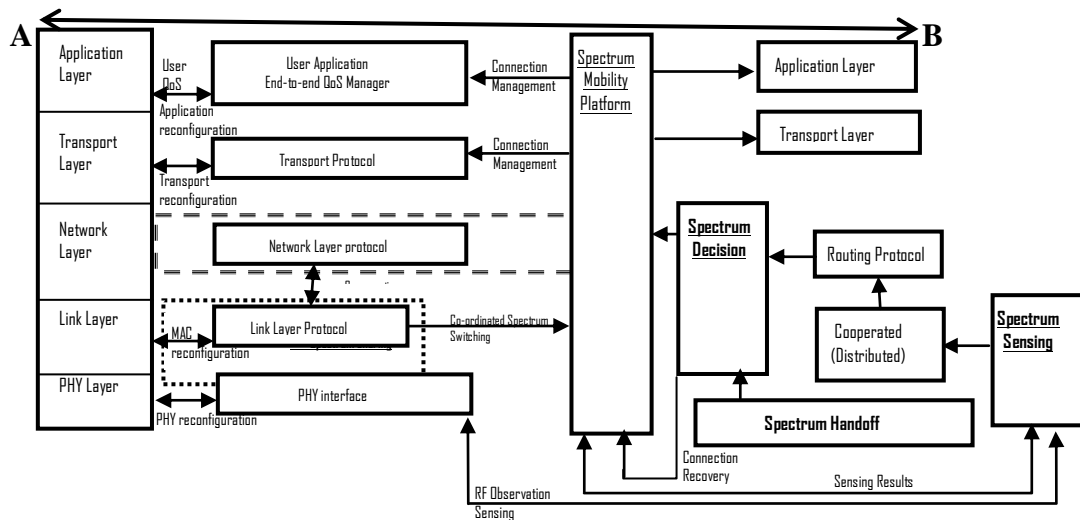 A
B
Application
Layer
Transport
Layer
Network
Layer
Link Layer
PHY Layer
User
QoS
Application
reconfiguration
Transport
reconfiguration
MAC
reconfiguration
PHY reconfiguration
User Application
End-to-end QoS Manager
Transport Protocol
Network Layer protocol
Link Layer Protocol
PHY interface
Connection
Management
Connection
Management
Co-ordinated Spectrum
Switching
RF Observation
Sensing
Spectrum
Mobility
Platform
Application Layer
Transport Layer
Spectrum
Decision
Routing Protocol
Cooperated
(Distributed)
Spectrum
Sensing
Spectrum Handoff
Connection
Recovery
Sensing Results